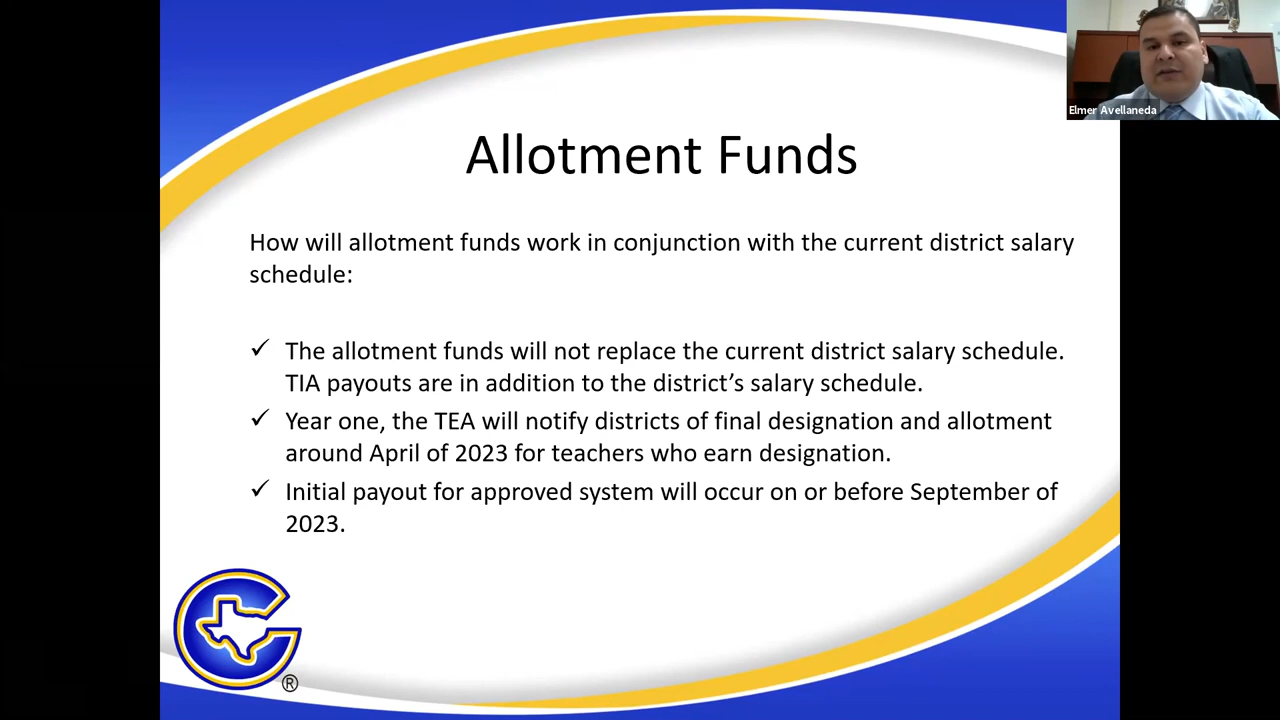 Elmer Avellaneda
Allotment Funds
How will allotment funds work in conjunction with the current district salary
schedule:
✓ The allotment funds will not replace the current district salary schedule.
TIA payouts are in addition to the district’s salary schedule.
✓ Year one, the TEA will notify districts of final designation and allotment
around April of 2023 for teachers who earn designation.
✓ Initial payout for approved system will occur on or before September of
2023.
C
®